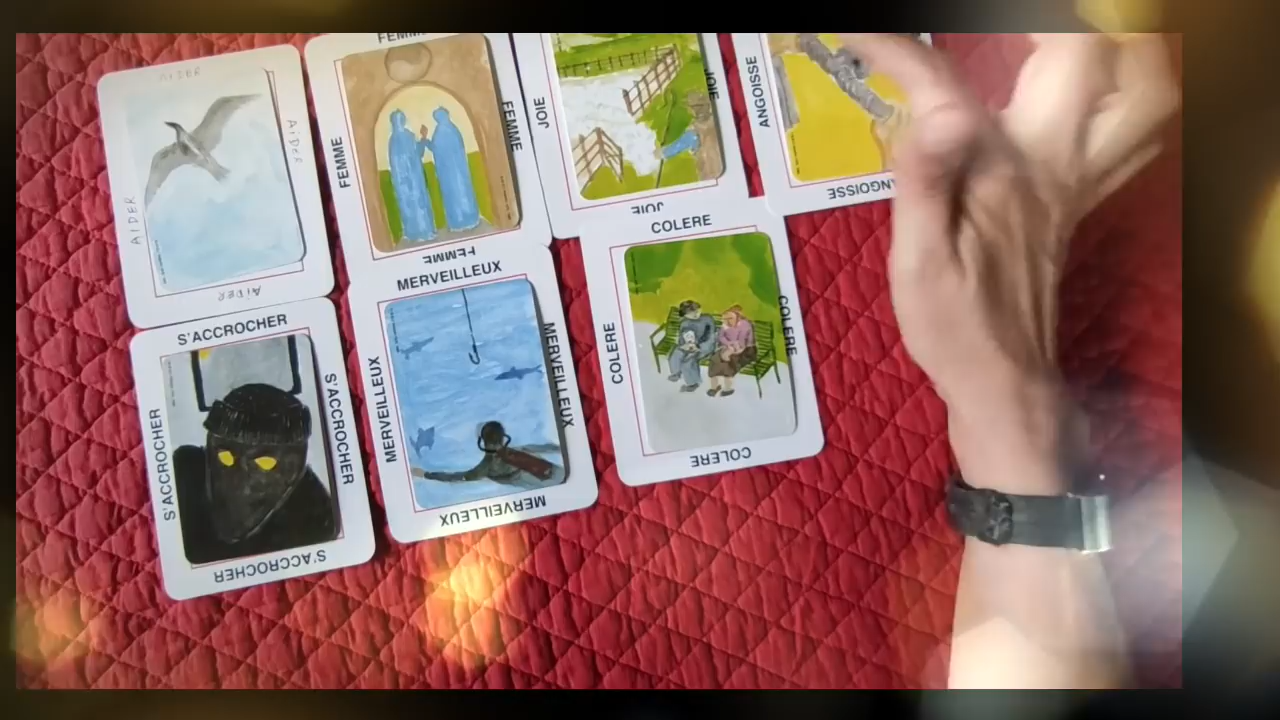 AIDER
AIDER
AIDER
AIDER
FEMME
FEMME
FEMME
FEMME
JOIE
JOIE
JOIE
ANGOISSE
ANGOISSE
S'ACCROCHER
S'ACCROCHER
S'ACCROCHER
S'ACCROCHER
MERVEILLEUX
MERVEILLEUX
MERVEILLEUX
MERVEILLEUX
COLERE
COLERE
COLERE
COLERE